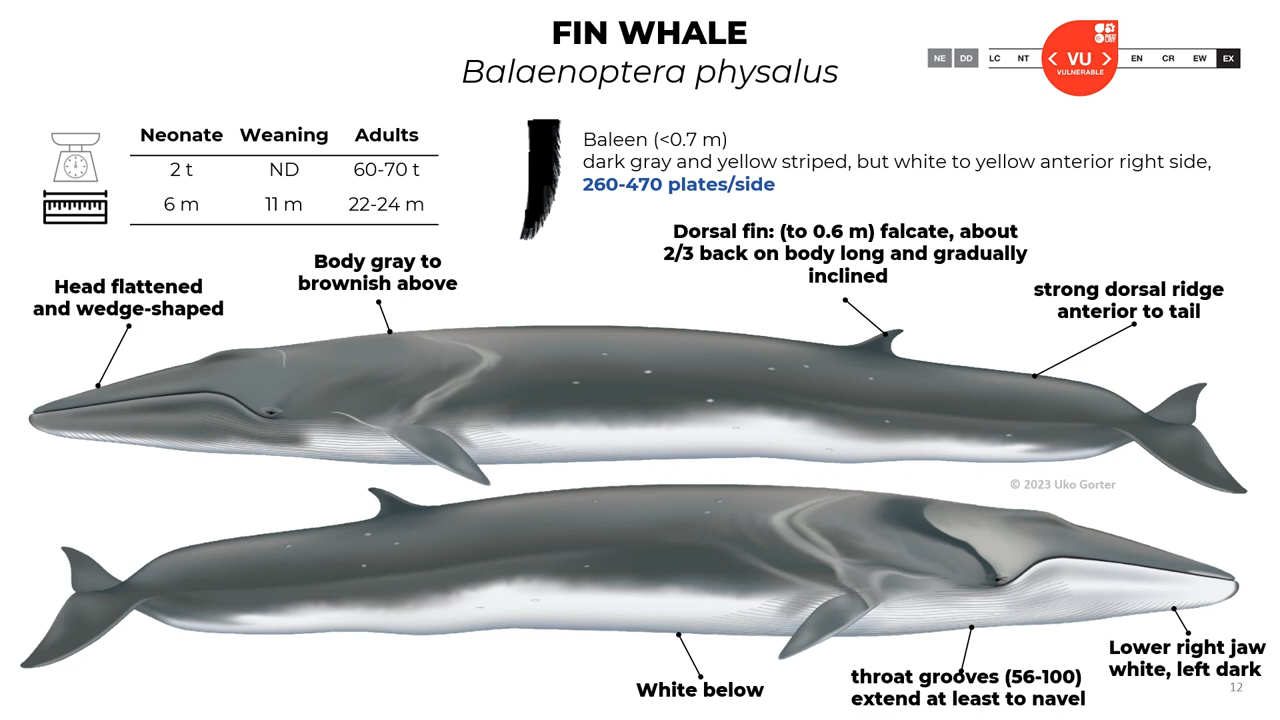 FIN WHALE
Balaenoptera physalus
NE DD LC NT < VU > EN CR EW EX
VULNERABLE
Neonate Weaning Adults
2 t ND 60-70 t
6 m 11 m 22-24 m
Baleen (<0.7 m)
dark gray and yellow striped, but white to yellow anterior right side,
260-470 plates/side
Dorsal fin: (to 0.6 m) falcate, about
2/3 back on body long and gradually
inclined
Body gray to
brownish above
Head flattened
and wedge-shaped
strong dorsal ridge
anterior to tail
© 2023 Uko Gorter
Lower right jaw
white, left dark
throat grooves (56-100)
extend at least to navel
White below
12